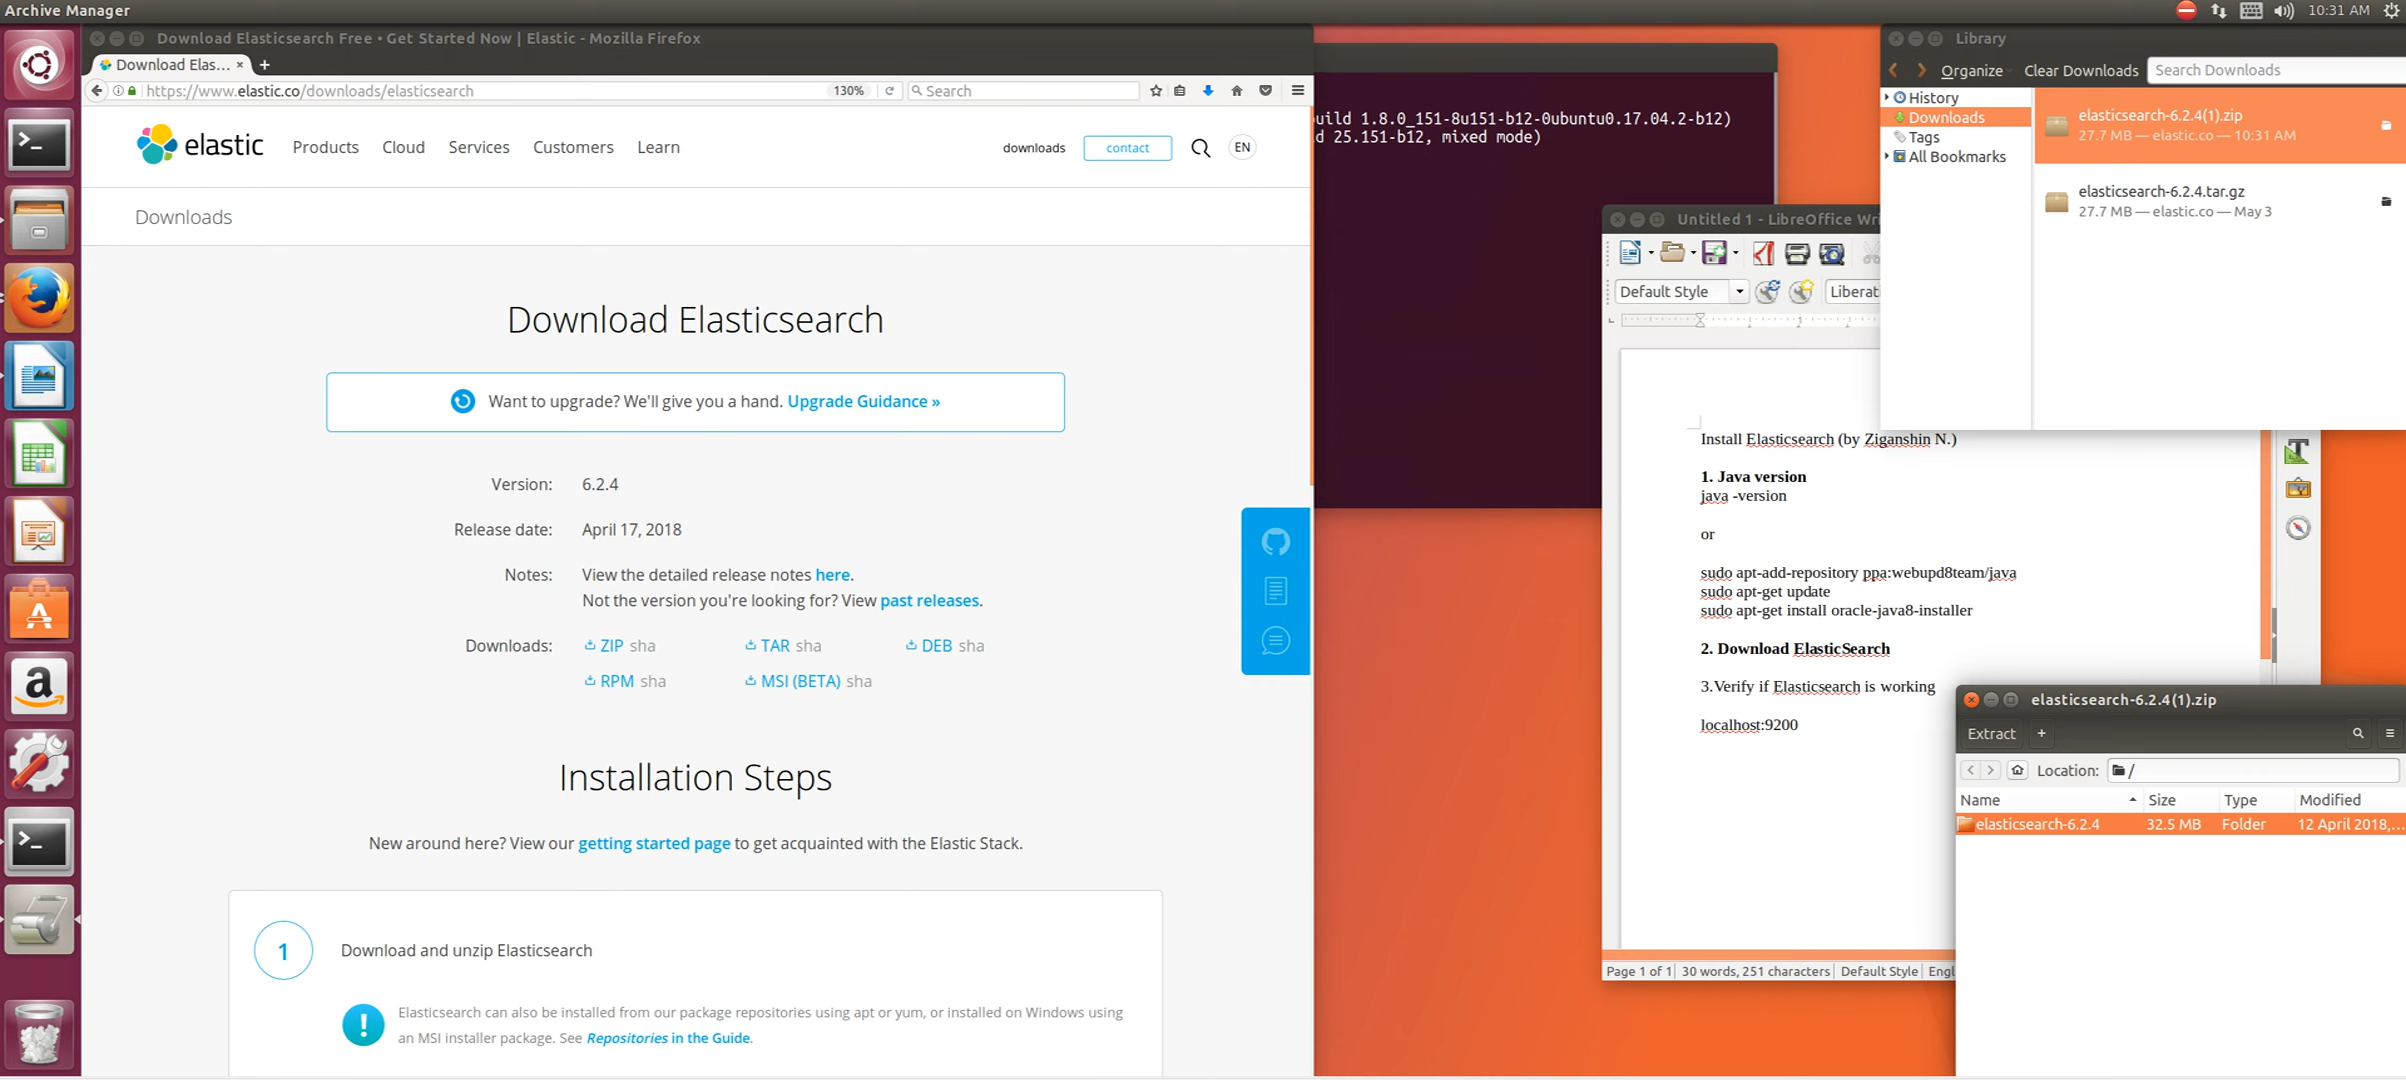 Archive Manager
10:31 AM
Download Elasticsearch Free • Get Started Now | Elastic - Mozilla Firefox
Download Elas... × +
https://www.elastic.co/downloads/elasticsearch 130% Search
elastic Products Cloud Services Customers Learn downloads contact EN
Downloads
Download Elasticsearch
Want to upgrade? We'll give you a hand. Upgrade Guidance »
Version: 6.2.4
Release date: April 17, 2018
Notes: View the detailed release notes here.
Not the version you're looking for? View past releases.
Downloads: ZIP sha TAR sha DEB sha
RPM sha MSI (BETA) sha
Installation Steps
New around here? View our getting started page to get acquainted with the Elastic Stack.
1 Download and unzip Elasticsearch
! Elasticsearch can also be installed from our package repositories using apt or yum, or installed on Windows using
an MSI installer package. See Repositories in the Guide.
1.8.0_151-8u151-b12-0ubuntu0.17.04.2-b12)
25.151-b12, mixed mode)
Library
Organize Clear Downloads Search Downloads
History
Downloads
Tags
All Bookmarks
elasticsearch-6.2.4(1).zip
27.7 MB — elastic.co — 10:31 AM
elasticsearch-6.2.4.tar.gz
27.7 MB — elastic.co — May 3
Untitled 1 - LibreOffice Wri
Default Style Liberat
Install Elasticsearch (by Ziganshin N.)
1. Java version
java -version
or
sudo apt-add-repository ppa:webupd8team/java
sudo apt-get update
sudo apt-get install oracle-java8-installer
2. Download ElasticSearch
3.Verify if Elasticsearch is working
localhost:9200
Page 1 of 1 30 words, 251 characters Default Style Engl
elasticsearch-6.2.4(1).zip
Extract +
Location: /
Name Size Type Modified
elasticsearch-6.2.4 32.5 MB Folder 12 April 2018,...